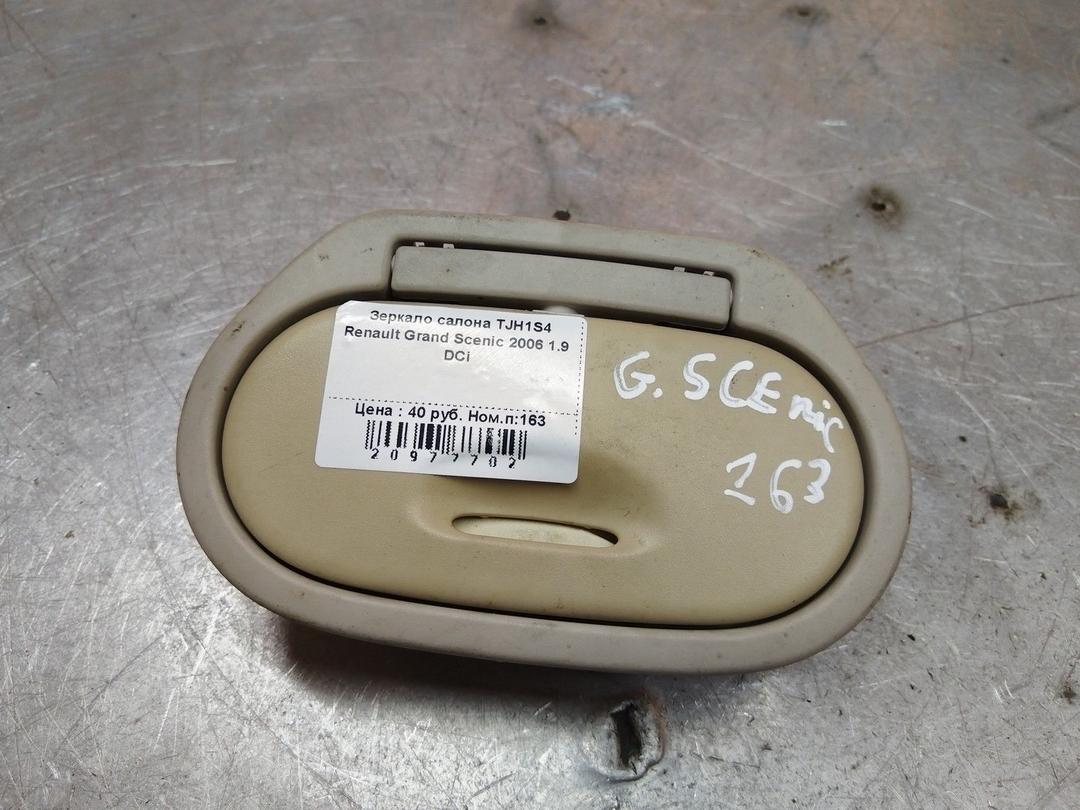 Зеркало салона TJH1S4
Renault Grand Scenic 2006 1.9
DCi
Цена : 40 руб. Ном.п:163
20977702
G. SCEnic
163